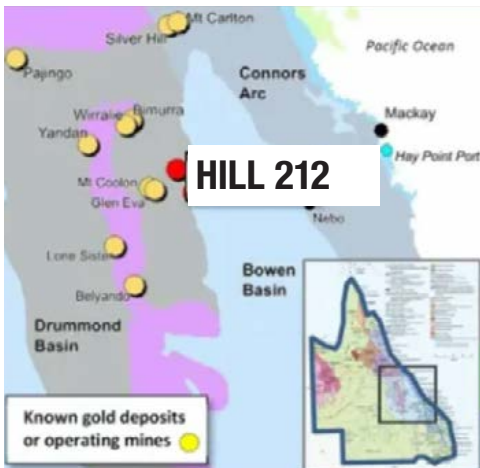 Mt Carlton
Silver Hill
Pacific Ocean
Pajingo
Connors
Arc
Mackay
Wirralie
Bimurra
Yandan
Hay Point Port
HILL 212
Mt Coolon
Glen Eva
Nebo
Lone Sister
Bowen
Basin
Belyando
Drummond
Basin
Known gold deposits
or operating mines